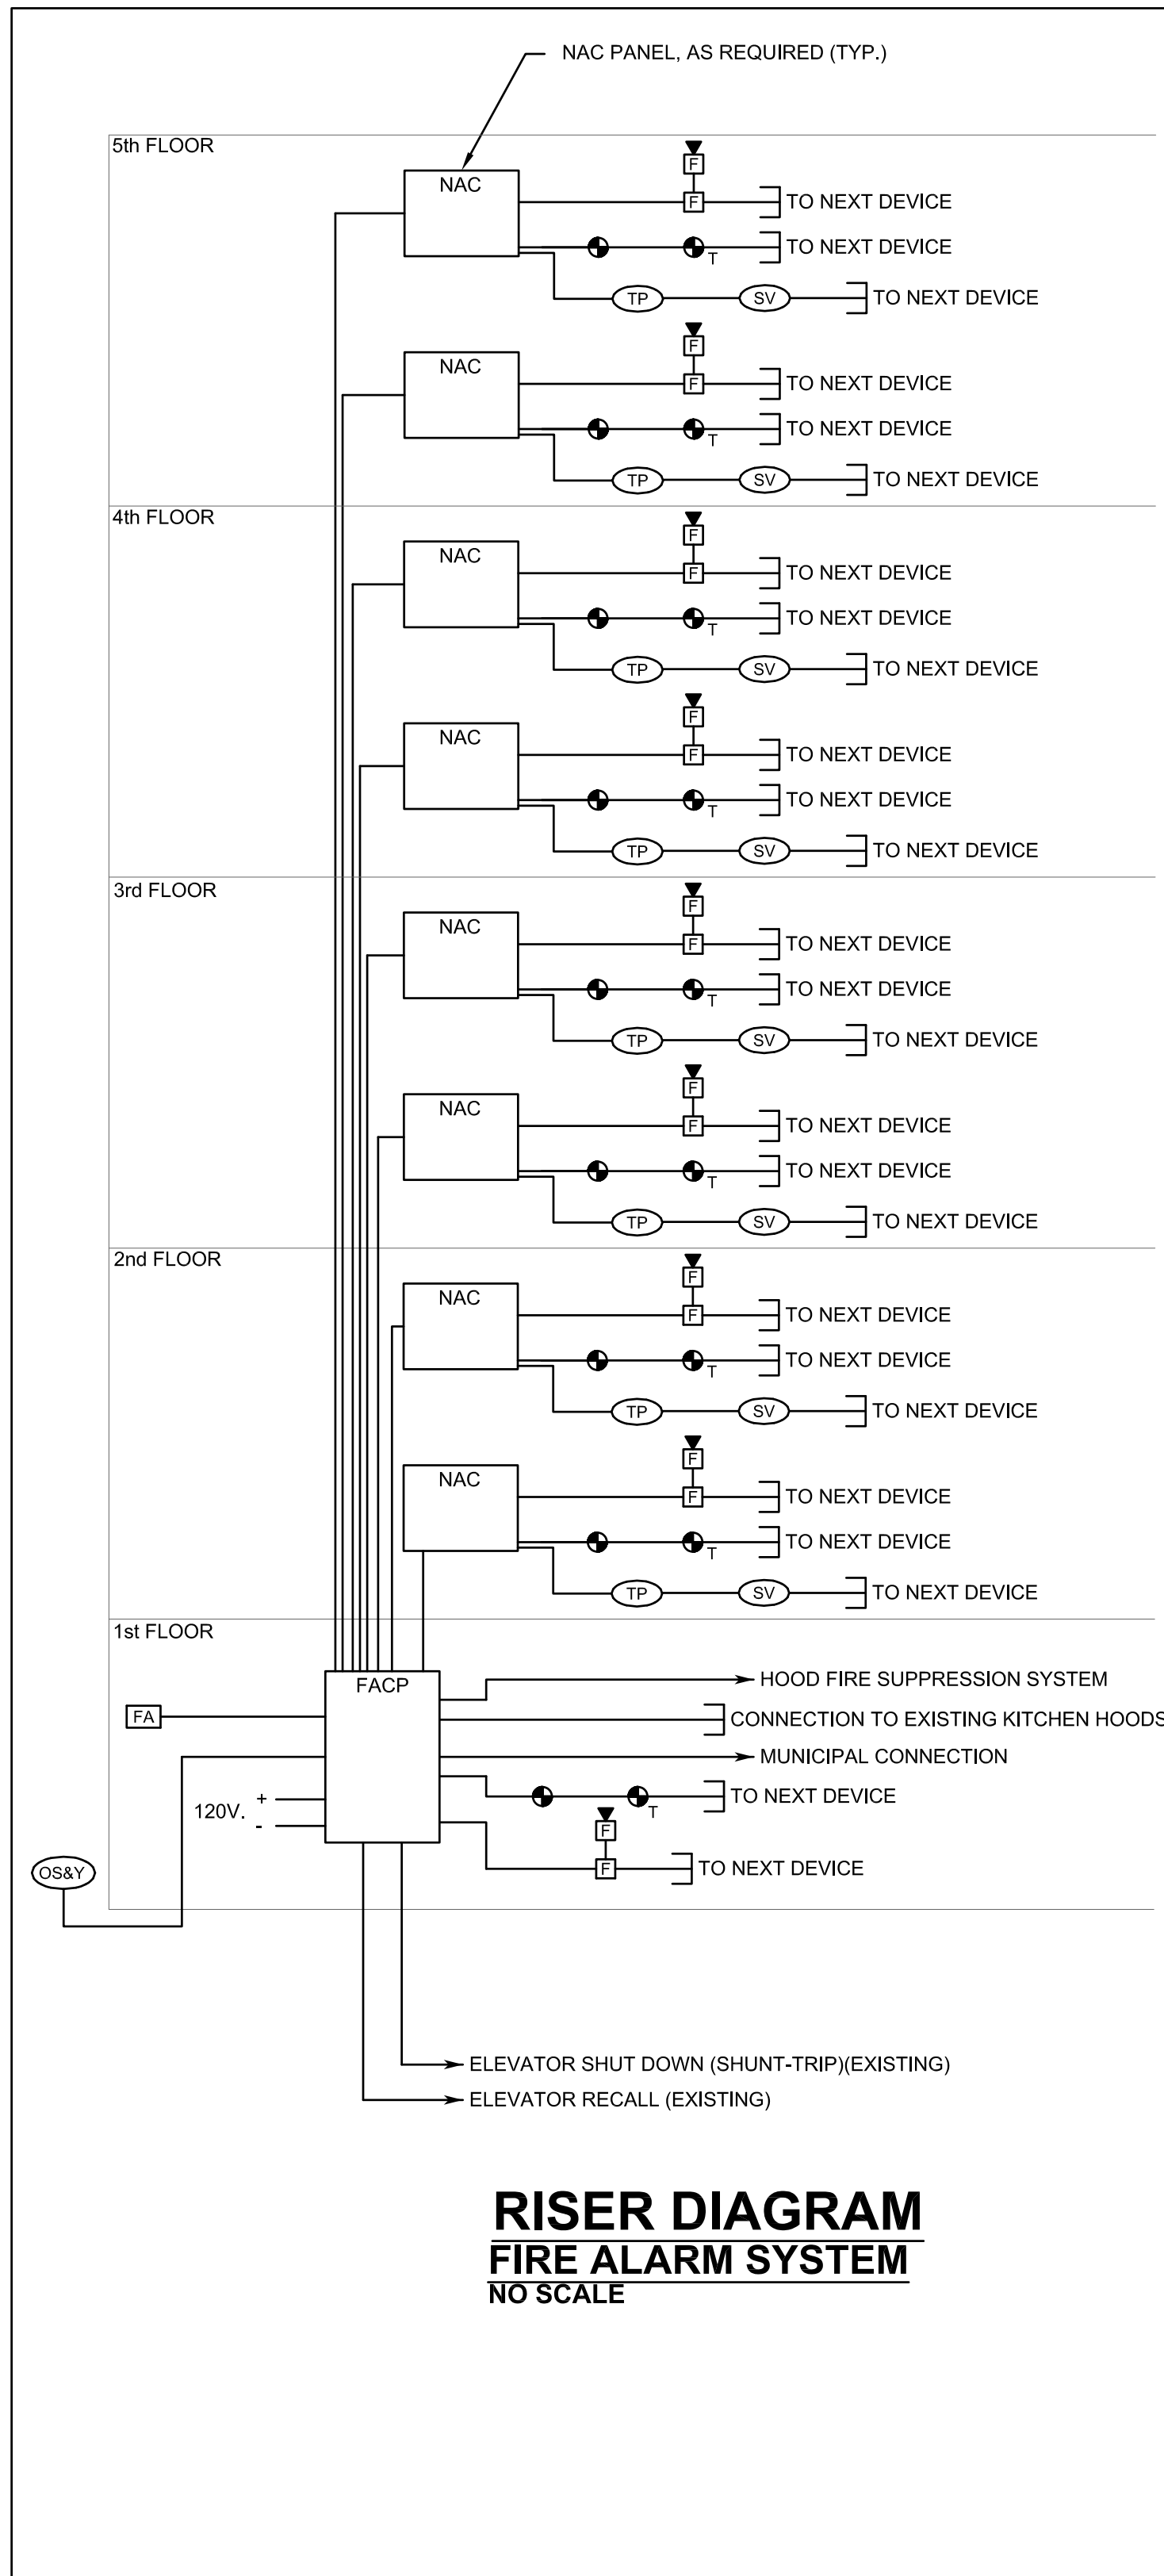 NAC PANEL, AS REQUIRED (TYP.)
5th FLOOR
NAC
F
F
TO NEXT DEVICE
T
TO NEXT DEVICE
TP
SV
TO NEXT DEVICE
NAC
F
F
TO NEXT DEVICE
T
TO NEXT DEVICE
TP
SV
TO NEXT DEVICE
4th FLOOR
NAC
F
F
TO NEXT DEVICE
T
TO NEXT DEVICE
TP
SV
TO NEXT DEVICE
NAC
F
F
TO NEXT DEVICE
T
TO NEXT DEVICE
TP
SV
TO NEXT DEVICE
3rd FLOOR
NAC
F
F
TO NEXT DEVICE
T
TO NEXT DEVICE
TP
SV
TO NEXT DEVICE
NAC
F
F
TO NEXT DEVICE
T
TO NEXT DEVICE
TP
SV
TO NEXT DEVICE
2nd FLOOR
NAC
F
F
TO NEXT DEVICE
T
TO NEXT DEVICE
TP
SV
TO NEXT DEVICE
NAC
F
F
TO NEXT DEVICE
T
TO NEXT DEVICE
TP
SV
TO NEXT DEVICE
1st FLOOR
FACP
HOOD FIRE SUPPRESSION SYSTEM
FA
CONNECTION TO EXISTING KITCHEN HOODS
MUNICIPAL CONNECTION
120V.
+
-
T
TO NEXT DEVICE
F
F
TO NEXT DEVICE
OS&Y
ELEVATOR SHUT DOWN (SHUNT-TRIP)(EXISTING)
ELEVATOR RECALL (EXISTING)
RISER DIAGRAM
FIRE ALARM SYSTEM
NO SCALE